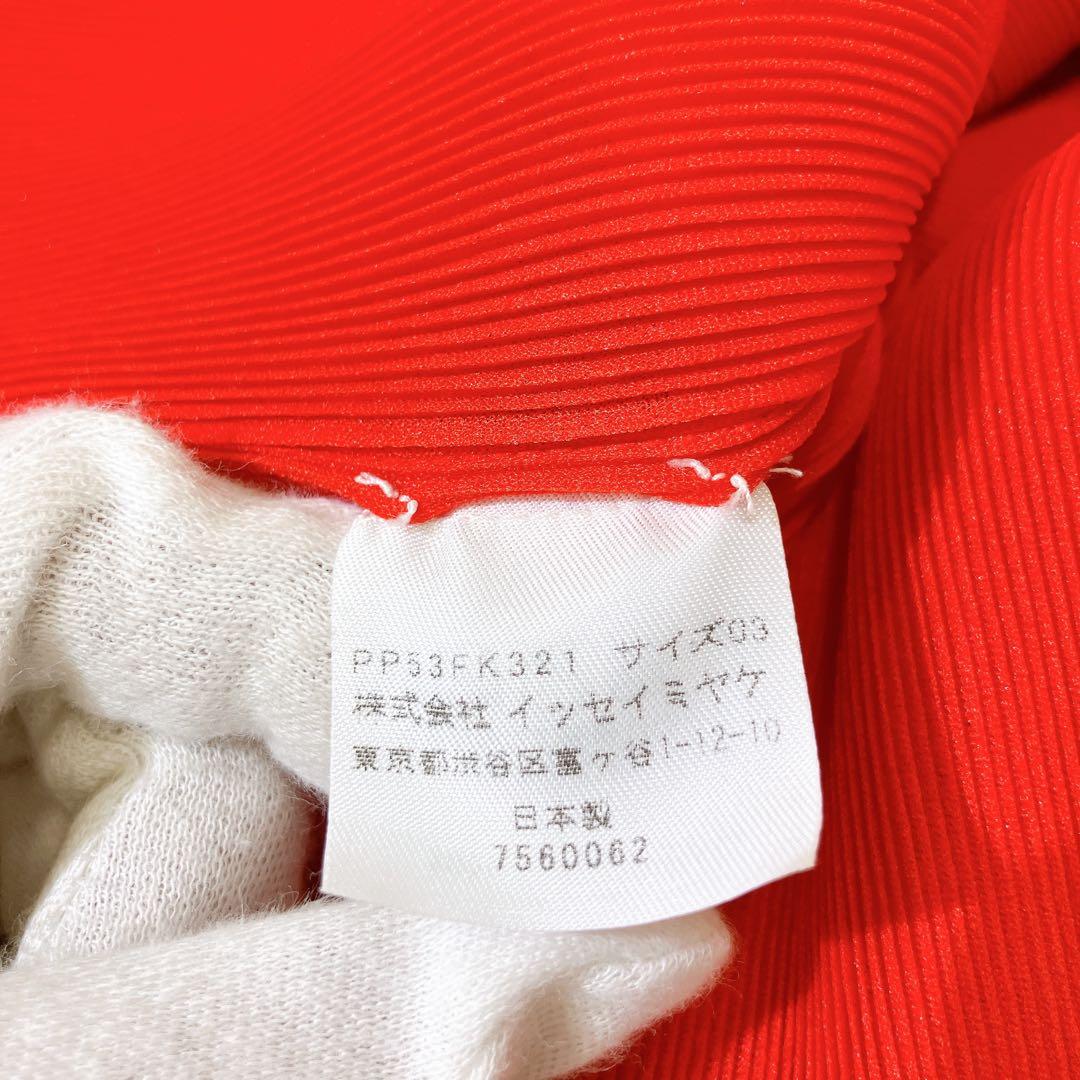 PP53FK321 サイズ03
株式会社 イッセイミヤケ
東京都渋谷区富ヶ谷1-12-10
日本製
7560062